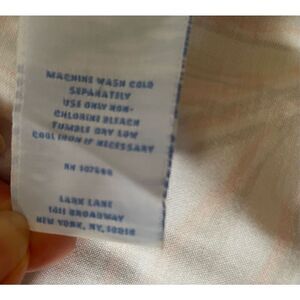 MACHINE WASH COLD
SEPARATELY
USE ONLY NON-
CHLORINE BLEACH
TUMBLE DRY LOW
COOL IRON IF NECESSARY
RN
LARK LANE
1411 BROADWAY
NEW YORK, NY, 10018